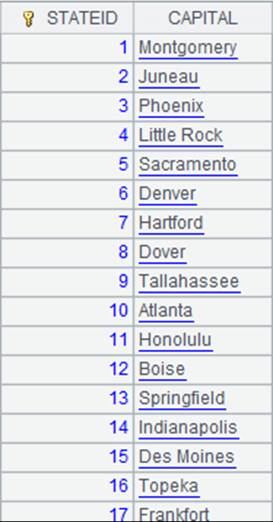 STATEID CAPITAL
1 Montgomery
2 Juneau
3 Phoenix
4 Little Rock
5 Sacramento
6 Denver
7 Hartford
8 Dover
9 Tallahassee
10 Atlanta
11 Honolulu
12 Boise
13 Springfield
14 Indianapolis
15 Des Moines
16 Topeka
17 Frankfort